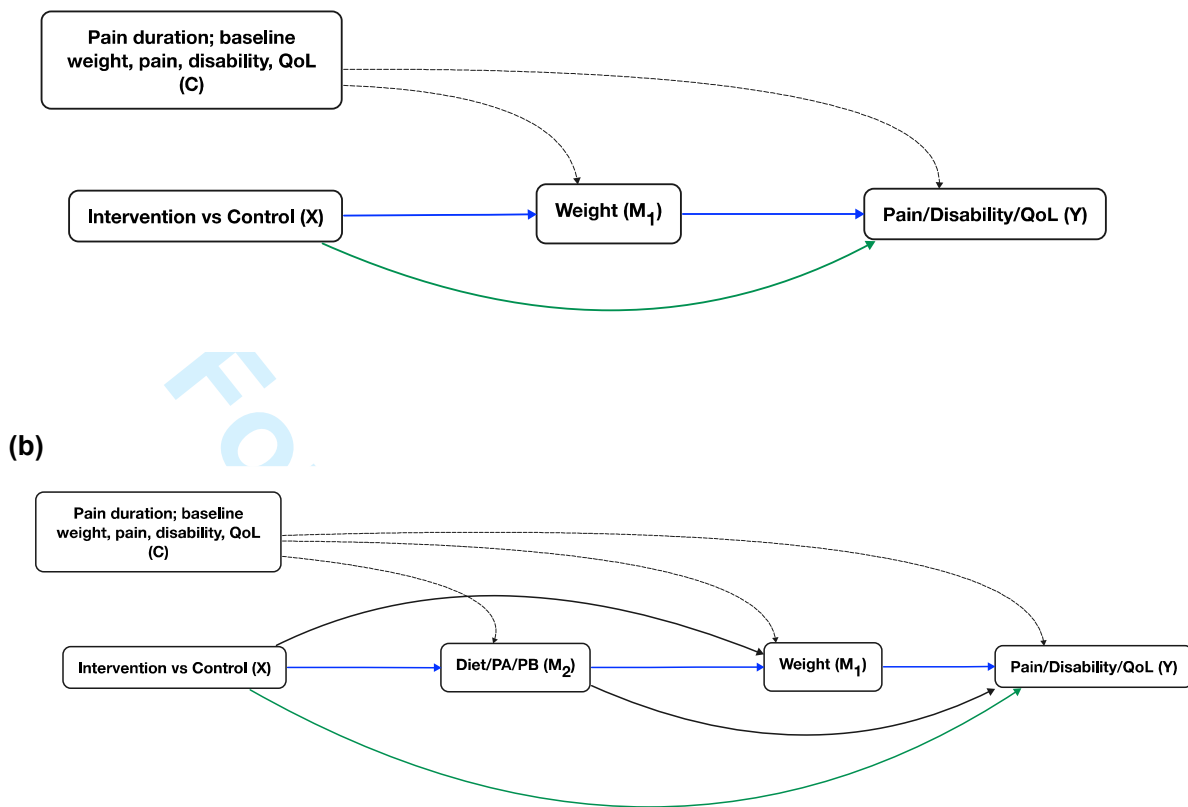 Pain duration; baseline
weight, pain, disability, QoL
(C)
Intervention vs Control (X)
Weight (M1)
Pain/Disability/QoL (Y)
Fo
(b)
Pain duration; baseline
weight, pain, disability, QoL
(C)
Intervention vs Control (X)
Diet/PA/PB (M2)
Weight (M1)
Pain/Disability/QoL (Y)